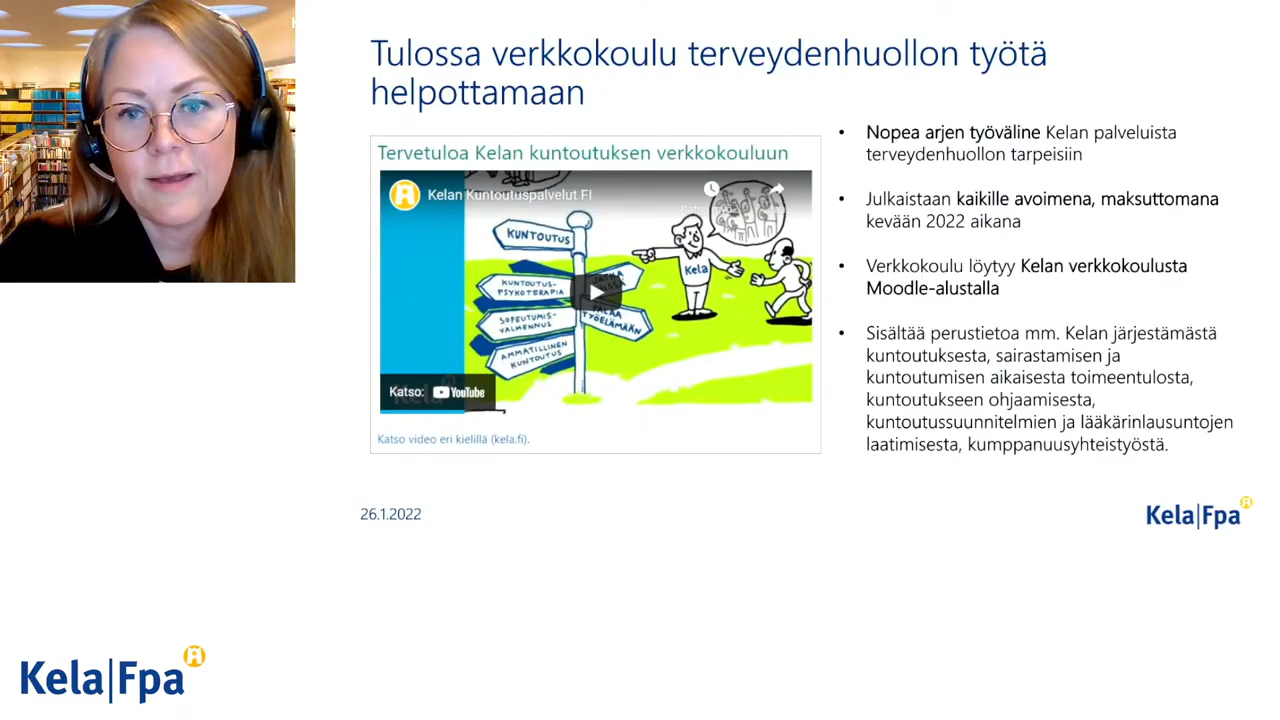 Tulossa verkkokoulu terveydenhuollon työtä
helpottamaan
Tervetuloa Kelan kuntoutuksen verkkokouluun
Kelan Kuntoutuspalvelut FI
KUNTOUTUS
KUNTOUTUS-
PSYKOTERAPIA
SOPEUTUMIS-
VALMENNUS
AMMATILLINEN
KUNTOUTUS
PALAA
TYÖELÄMÄÄN
Kela
Katso: YouTube
Katso video eri kielillä (kela.fi).
• Nopea arjen työväline Kelan palveluista
terveydenhuollon tarpeisiin
• Julkaistaan kaikille avoimena, maksuttomana
kevään 2022 aikana
• Verkkokoulu löytyy Kelan verkkokoulusta
Moodle-alustalla
• Sisältää perustietoa mm. Kelan järjestämästä
kuntoutuksesta, sairastamisen ja
kuntoutumisen aikaisesta toimeentulosta,
kuntoutukseen ohjaamisesta,
kuntoutussuunnitelmien ja lääkärinlausuntojen
laatimisesta, kumppanuusyhteistyöstä.
26.1.2022
Kela|Fpa
Kela|Fpa